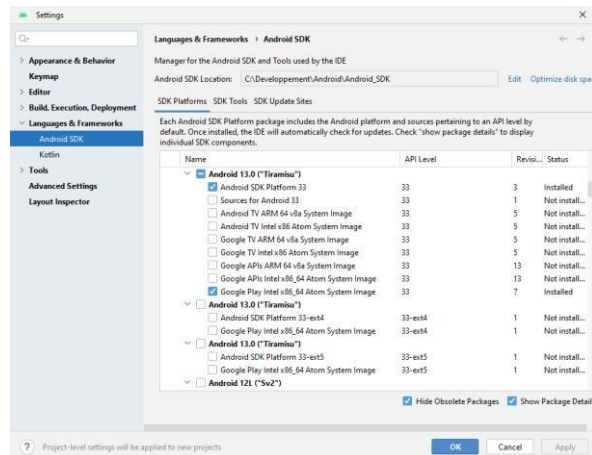 Settings
Languages & Frameworks › Android SDK
Appearance & Behavior
Keymap
Editor
Build, Execution, Deployment
Languages & Frameworks
Android SDK
Kotlin
Tools
Advanced Settings
Layout Inspector
Manager for the Android SDK and Tools used by the IDE
Android SDK Location: C:\Developpement\Android\Android_SDK Edit Optimize disk spa
SDK Platforms SDK Tools SDK Update Sites
Each Android SDK Platform package includes the Android platform and sources pertaining to an API level by
default. Once installed, the IDE will automatically check for updates. Check "show package details" to display
individual SDK components.
Name API Level Revisi... Status
Android 13.0 ("Tiramisu")
Android SDK Platform 33 33 3 Installed
Sources for Android 33 33 1 Not install...
Android TV ARM 64 v8a System Image 33 5 Not install...
Android TV Intel x86 Atom System Image 33 5 Not install...
Google TV ARM 64 v8a System Image 33 5 Not install...
Google TV Intel x86 Atom System Image 33 5 Not install...
Google APIs ARM 64 v8a System Image 33 13 Not install...
Google APIs Intel x86_64 Atom System Image 33 13 Not install...
Google Play Intel x86_64 Atom System Image 33 7 Installed
Android 13.0 ("Tiramisu")
Android SDK Platform 33-ext4 33-ext4 1 Not install...
Google Play Intel x86_64 Atom System Image 33-ext4 1 Not install...
Android 13.0 ("Tiramisu")
Android SDK Platform 33-ext5 33-ext5 1 Not install...
Google Play Intel x86_64 Atom System Image 33-ext5 1 Not install...
Android 12L ("Sv2")
Hide Obsolete Packages Show Package Detail
? Project-level settings will be applied to new projects
OK Cancel Apply